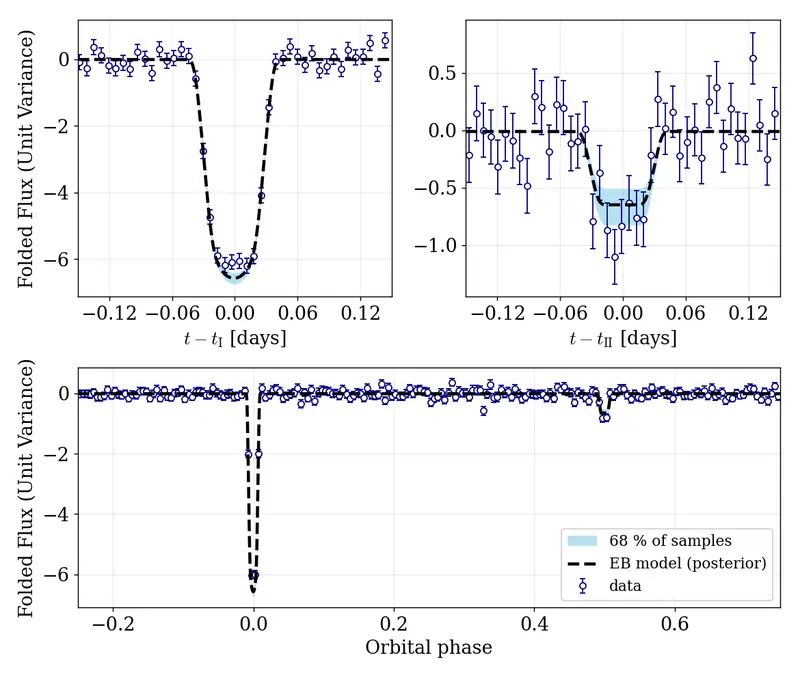 Folded Flux (Unit Variance)
0
−2
−4
−6
−0.12 −0.06 0.00 0.06 0.12
t − tI [days]
0.5
0.0
−0.5
−1.0
−0.12 −0.06 0.00 0.06 0.12
t − tII [days]
Folded Flux (Unit Variance)
0
−2
−4
−6
68 % of samples
EB model (posterior)
data
−0.2 0.0 0.2 0.4 0.6
Orbital phase